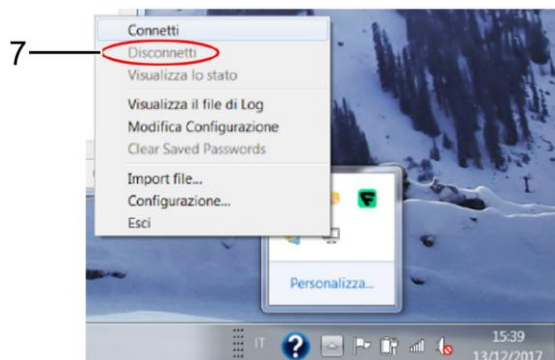 7
Connetti
Disconnetti
Visualizza lo stato
Visualizza il file di Log
Modifica Configurazione
Clear Saved Passwords
Import file...
Configurazione...
Esci
Personalizza...
IT
15:39
13/12/2017